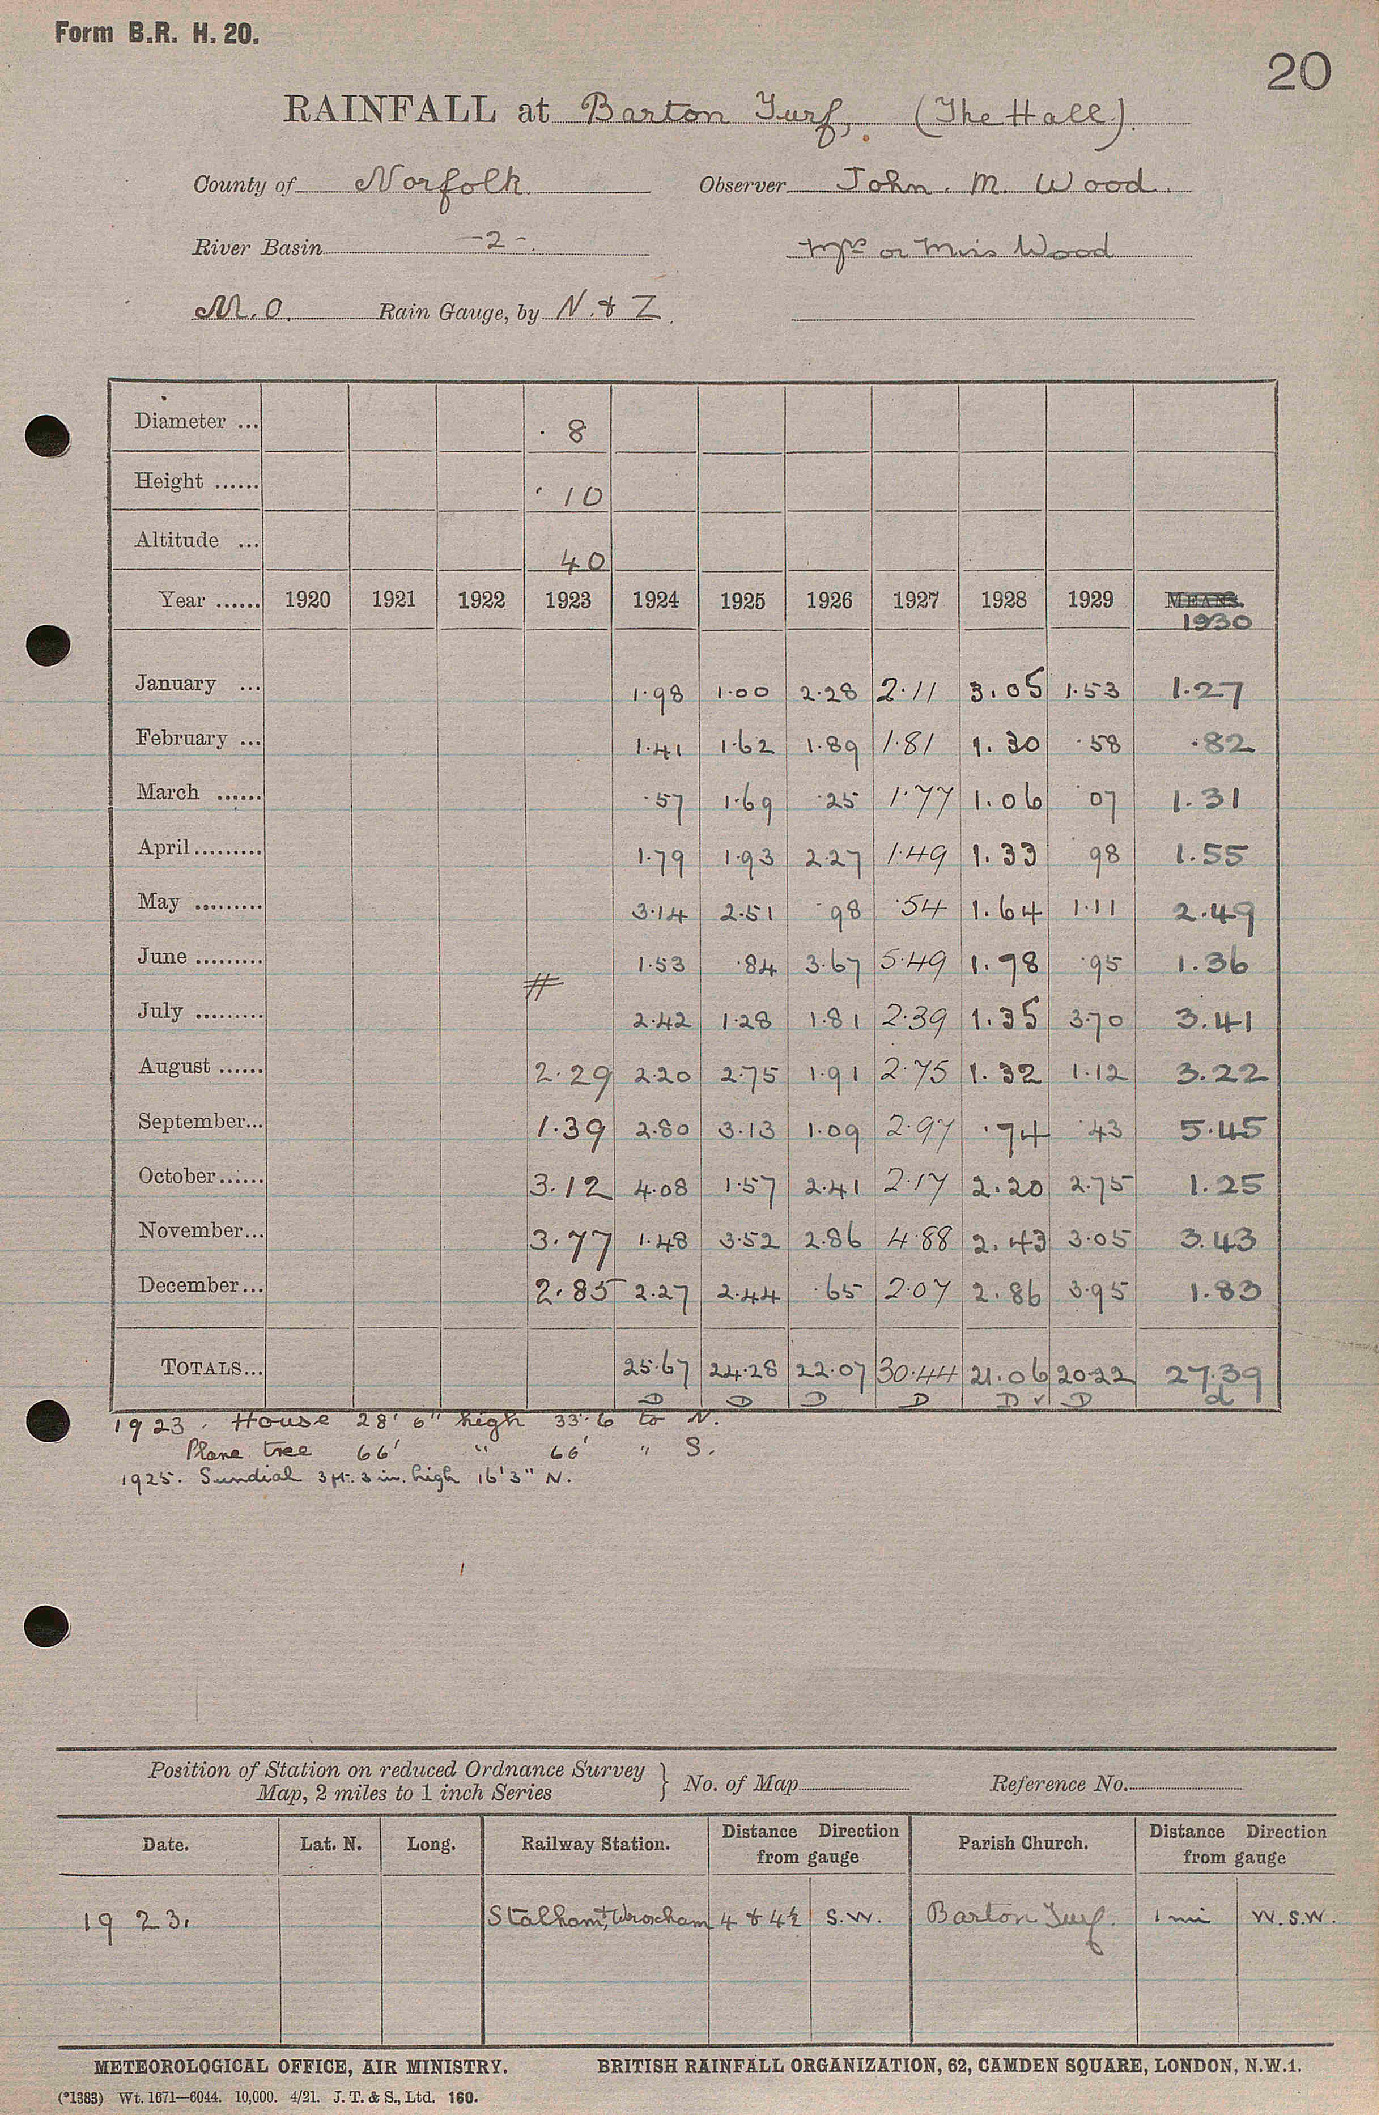 Form B.R. H. 20.
20
RAINFALL at Barton Turf, (The Hall).
County of Norfolk. Observer John. M. Wood.
River Basin -2-. Mrs or Miss Wood
M.O. Rain Gauge, by N. & Z.
Diameter ... 8
Height ...... 10
Altitude ... 40
Year ...... 1920 1921 1922 1923 1924 1925 1926 1927 1928 1929 MEANS.
1930
January ... 1.98 1.00 2.28 2.11 3.05 1.53 1.27
February ... 1.41 1.62 1.89 1.81 1.30 .58 .82
March ...... .57 1.69 .25 1.77 1.06 07 1.31
April......... 1.79 1.93 2.27 1.49 1.33 98 1.55
May ......... 3.14 2.51 .98 .54 1.64 1.11 2.49
June ......... # 1.53 .84 3.67 5.49 1.98 .95 1.36
July ......... 2.42 1.28 1.81 2.39 1.35 3.70 3.41
August ...... 2.29 2.20 2.75 1.91 2.75 1.32 1.12 3.22
September... 1.39 2.80 3.13 1.09 2.97 .74 .43 5.45
October...... 3.12 4.08 1.57 2.41 2.17 2.20 2.75 1.25
November... 3.77 1.48 3.52 2.86 4.88 2.43 3.05 3.43
December... 2.85 2.27 2.44 .65 2.07 2.86 3.95 1.83
TOTALS... 25.67 24.28 22.07 30.44 21.06 20.22 27.39
D D D D D ✓ D d
1923. House 28' 6" high 33'.6 to N.
Plane tree 66' " 66' " S.
1925. Sundial 3 ft. 3 in. high 16' 3" N.
Position of Station on reduced Ordnance Survey
Map, 2 miles to 1 inch Series } No. of Map Reference No.
Date. Lat. N. Long. Railway Station. Distance Direction from gauge Parish Church. Distance Direction from gauge
1923. Stalham + Wroxham 4 & 4½ S.W. Barton Turf. 1 mi W.S.W.
METEOROLOGICAL OFFICE, AIR MINISTRY. BRITISH RAINFALL ORGANIZATION, 62, CAMDEN SQUARE, LONDON, N.W.1.
(*1383) Wt. 1671—6044. 10,000. 4/21. J. T. & S., Ltd. 160.